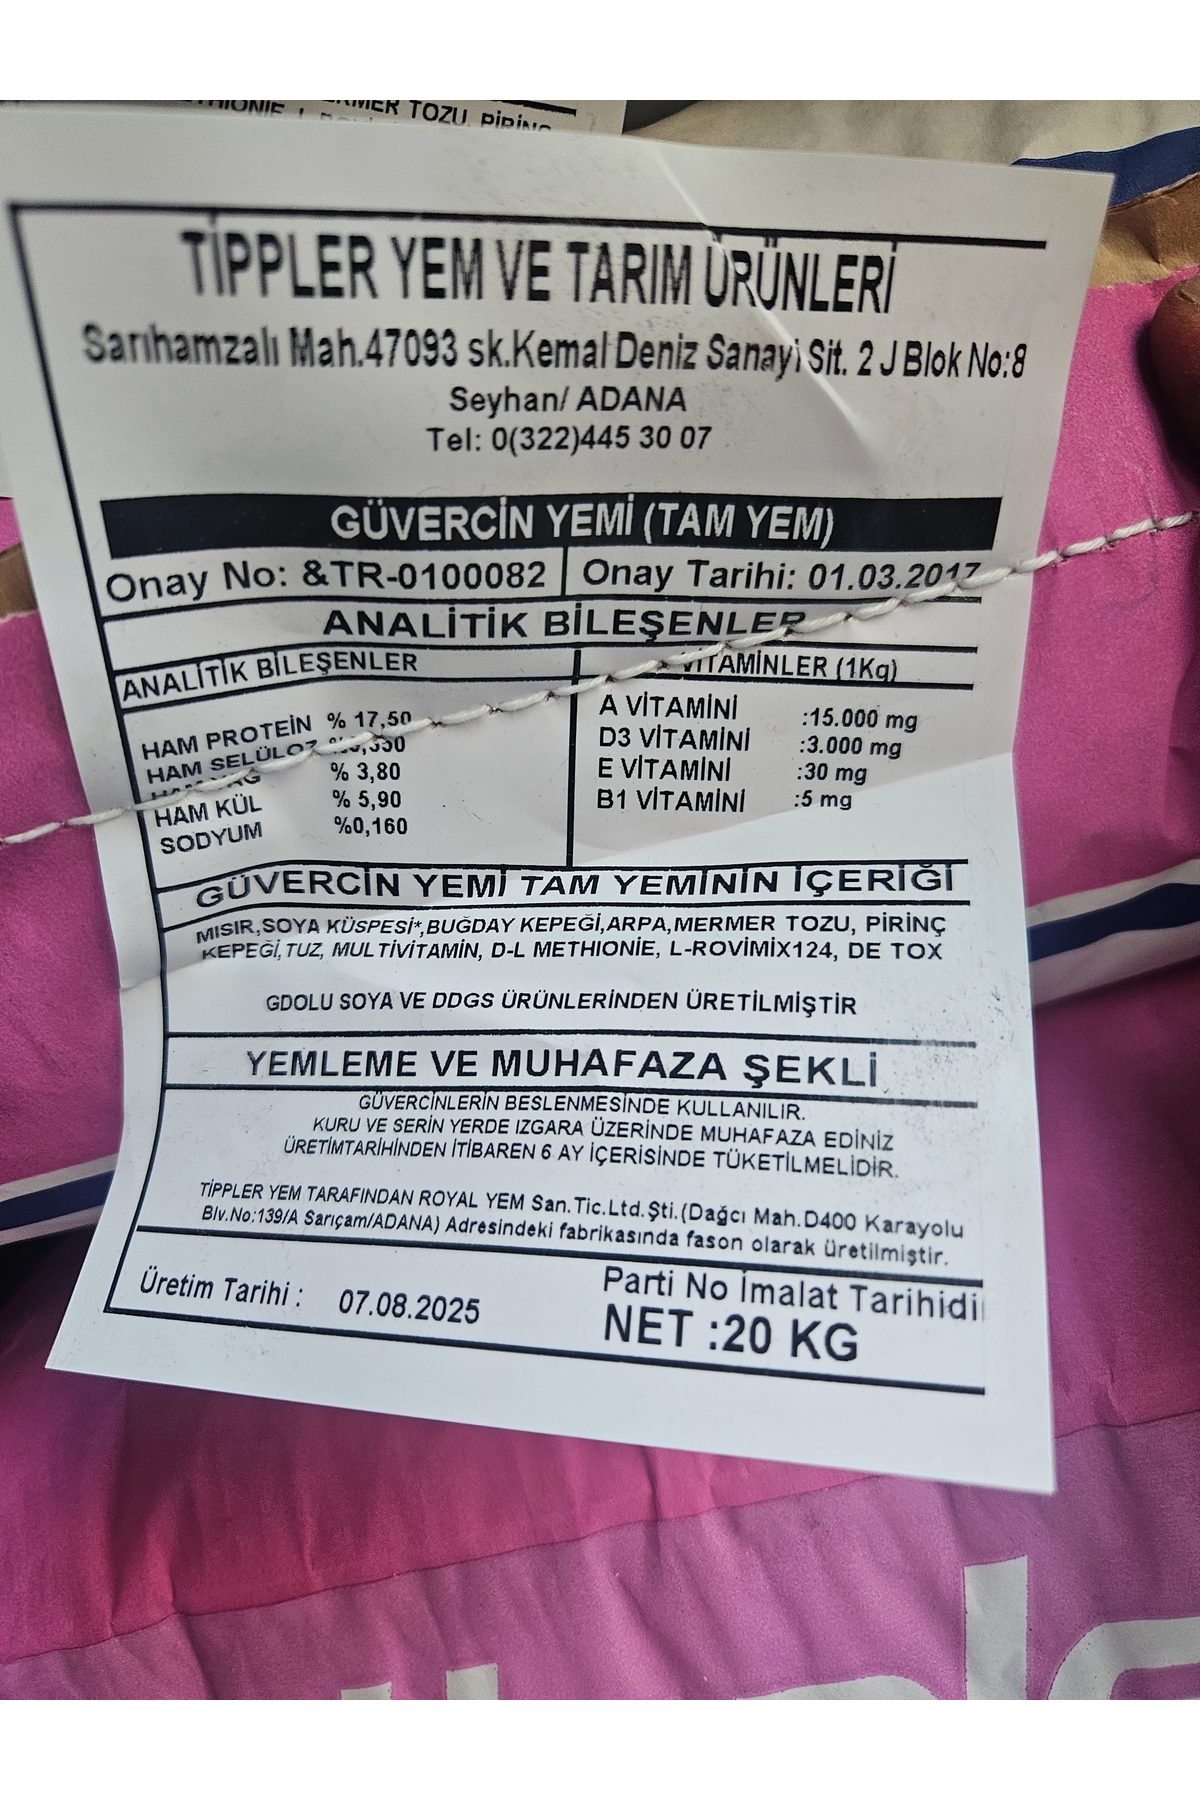 TOZU, PİRİNÇ
TİPPLER YEM VE TARIM ÜRÜNLERİ
Sarıhamzalı Mah.47093 sk.Kemal Deniz Sanayi Sit. 2 J Blok No:8
Seyhan/ ADANA
Tel: 0(322)445 30 07
GÜVERCİN YEMİ (TAM YEM)
Onay No: &TR-0100082 Onay Tarihi: 01.03.2017
ANALİTİK BİLEŞENLER
ANALİTİK BİLEŞENLER
HAM PROTEİN % 17,50
HAM SELÜLOZ
% 3,80
HAM KÜL % 5,90
SODYUM %0,160
VİTAMİNLER (1Kg)
A VİTAMİNİ :15.000 mg
D3 VİTAMİNİ :3.000 mg
E VİTAMİNİ :30 mg
B1 VİTAMİNİ :5 mg
GÜVERCİN YEMİ TAM YEMİNİN İÇERİĞİ
MISIR,SOYA KÜSPESİ*,BUĞDAY KEPEĞİ,ARPA,MERMER TOZU, PİRİNÇ
KEPEĞİ,TUZ, MULTİVİTAMİN, D-L METHIONIE, L-ROVIMIX124, DE TOX
GDOLU SOYA VE DDGS ÜRÜNLERİNDEN ÜRETİLMİŞTİR
YEMLEME VE MUHAFAZA ŞEKLİ
GÜVERCİNLERİN BESLENMESİNDE KULLANILIR.
KURU VE SERİN YERDE IZGARA ÜZERİNDE MUHAFAZA EDİNİZ
ÜRETİMTARİHİNDEN İTİBAREN 6 AY İÇERİSİNDE TÜKETİLMELİDİR.
TİPPLER YEM TARAFINDAN ROYAL YEM San.Tic.Ltd.Şti.(Dağcı Mah.D400 Karayolu
Blv.No:139/A Sarıçam/ADANA) Adresindeki fabrikasında fason olarak üretilmiştir.
Üretim Tarihi : 07.08.2025
Parti No İmalat Tarihidi
NET :20 KG